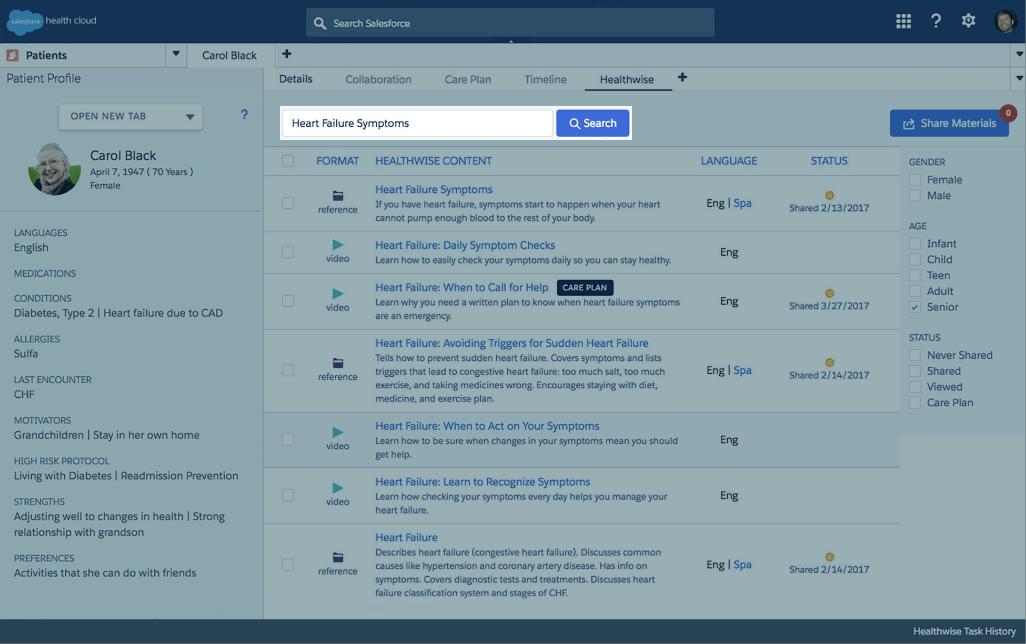 salesforce health cloud
Search Salesforce
Patients
Carol Black
Patient Profile
Details
Collaboration
Care Plan
Timeline
Healthwise
OPEN NEW TAB
?
Carol Black
April 7, 1947 ( 70 Years )
Female
LANGUAGES
English
MEDICATIONS
CONDITIONS
Diabetes, Type 2 | Heart failure due to CAD
ALLERGIES
Sulfa
LAST ENCOUNTER
CHF
MOTIVATORS
Grandchildren | Stay in her own home
HIGH RISK PROTOCOL
Living with Diabetes | Readmission Prevention
STRENGTHS
Adjusting well to changes in health | Strong
relationship with grandson
PREFERENCES
Activities that she can do with friends
Heart Failure Symptoms
Search
Share Materials
0
FORMAT
HEALTHWISE CONTENT
LANGUAGE
STATUS
reference
Heart Failure Symptoms
If you have heart failure, symptoms start to happen when your heart
cannot pump enough blood to the rest of your body.
Eng | Spa
Shared 2/13/2017
video
Heart Failure: Daily Symptom Checks
Learn how to easily check your symptoms daily so you can stay healthy.
Eng
video
Heart Failure: When to Call for Help CARE PLAN
Learn why you need a written plan to know when heart failure symptoms
are an emergency.
Eng
Shared 3/27/2017
reference
Heart Failure: Avoiding Triggers for Sudden Heart Failure
Tells how to prevent sudden heart failure. Covers symptoms and lists
triggers that lead to congestive heart failure: too much salt, too much
exercise, and taking medicines wrong. Encourages staying with diet,
medicine, and exercise plan.
Eng | Spa
Shared 2/14/2017
video
Heart Failure: When to Act on Your Symptoms
Learn how to be sure when changes in your symptoms mean you should
get help.
Eng
video
Heart Failure: Learn to Recognize Symptoms
Learn how checking your symptoms every day helps you manage your
heart failure.
Eng
reference
Heart Failure
Describes heart failure (congestive heart failure). Discusses common
causes like hypertension and coronary artery disease. Has info on
symptoms. Covers diagnostic tests and treatments. Discusses heart
failure classification system and stages of CHF.
Eng | Spa
Shared 2/14/2017
GENDER
Female
Male
AGE
Infant
Child
Teen
Adult
Senior
STATUS
Never Shared
Shared
Viewed
Care Plan
Healthwise Task History